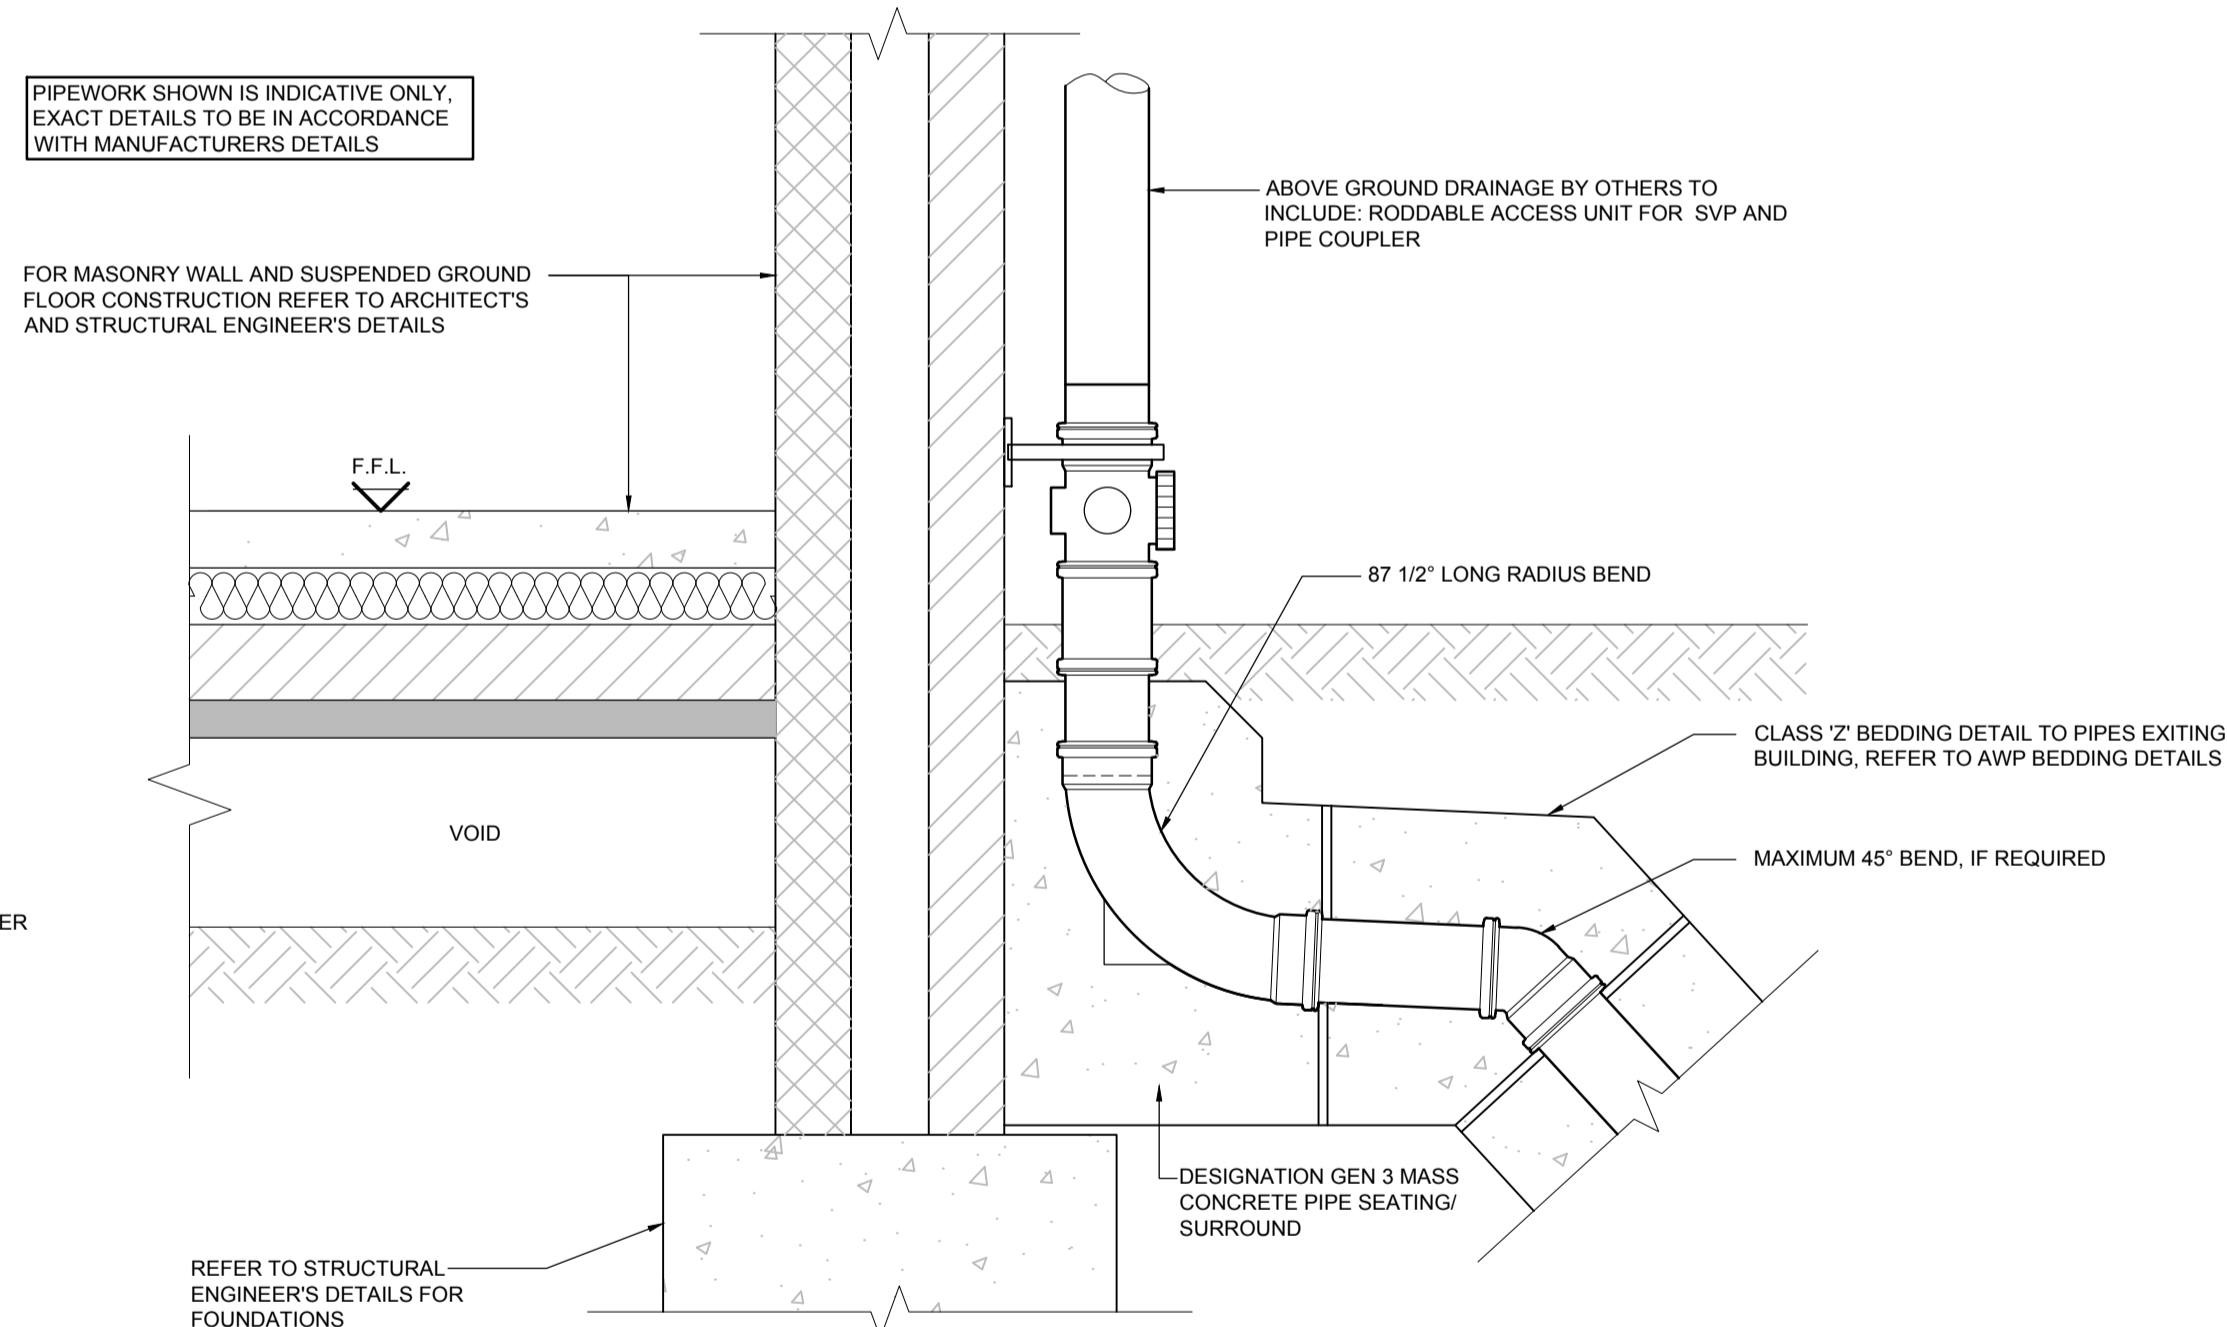 PIPEWORK SHOWN IS INDICATIVE ONLY,
EXACT DETAILS TO BE IN ACCORDANCE
WITH MANUFACTURERS DETAILS
ABOVE GROUND DRAINAGE BY OTHERS TO
INCLUDE: RODDABLE ACCESS UNIT FOR SVP AND
PIPE COUPLER
FOR MASONRY WALL AND SUSPENDED GROUND
FLOOR CONSTRUCTION REFER TO ARCHITECT'S
AND STRUCTURAL ENGINEER'S DETAILS
F.F.L.
87 1/2° LONG RADIUS BEND
CLASS 'Z' BEDDING DETAIL TO PIPES EXITING
BUILDING, REFER TO AWP BEDDING DETAILS
VOID
MAXIMUM 45° BEND, IF REQUIRED
ER
DESIGNATION GEN 3 MASS
CONCRETE PIPE SEATING/
SURROUND
REFER TO STRUCTURAL
ENGINEER'S DETAILS FOR
FOUNDATIONS